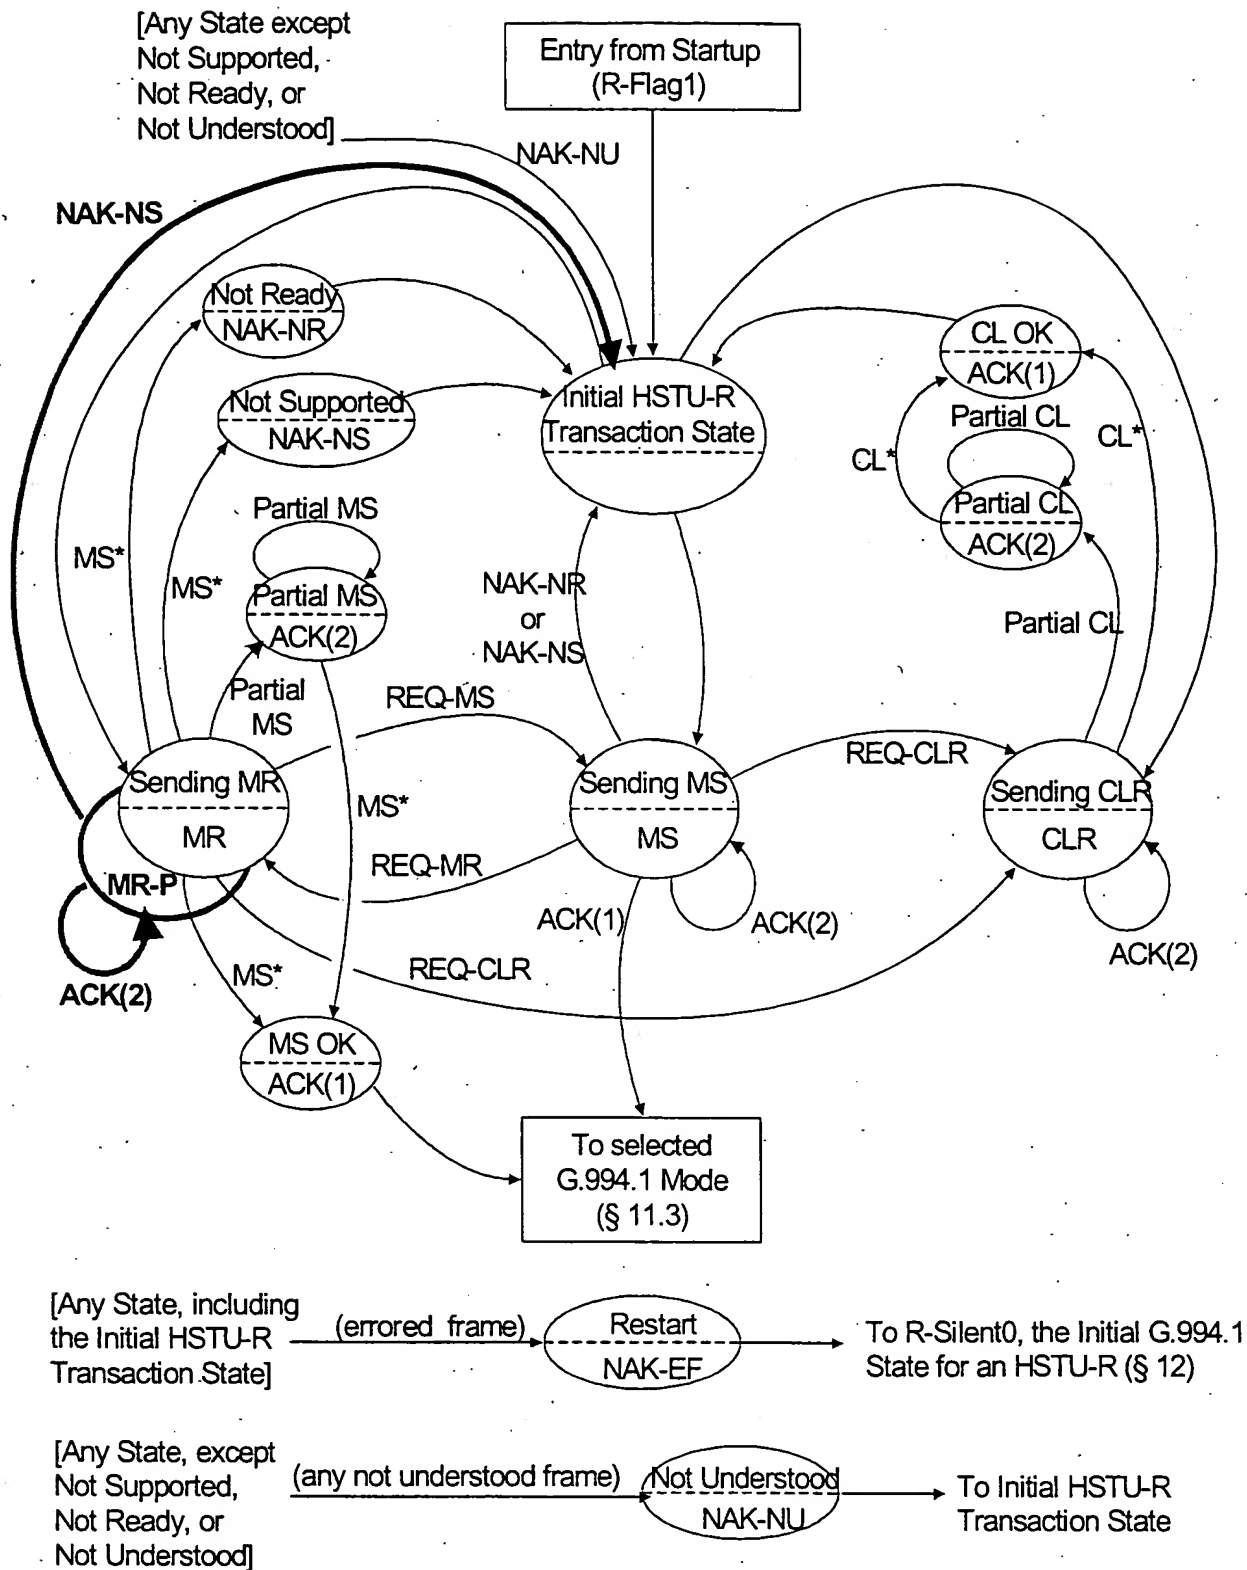 [Any State except
Not Supported,
Not Ready, or
Not Understood]
Entry from Startup
(R-Flag1)
NAK-NU
NAK-NS
Not Ready
NAK-NR
Not Supported
NAK-NS
Initial HSTU-R
Transaction State
CL OK
ACK(1)
Partial CL
CL*
CL*
Partial CL
ACK(2)
Partial MS
MS*
MS*
Partial MS
ACK(2)
NAK-NR
or
NAK-NS
Partial CL
Partial
MS
REQ-MS
REQ-CLR
Sending MR
MR
MS*
Sending MS
MS
Sending CLR
CLR
REQ-MR
MR-P
ACK(1)
ACK(2)
ACK(2)
ACK(2)
MS*
REQ-CLR
MS OK
ACK(1)
To selected
G.994.1 Mode
(§ 11.3)
[Any State, including
the Initial HSTU-R
Transaction State]
(errored frame)
Restart
NAK-EF
To R-Silent0, the Initial G.994.1
State for an HSTU-R (§ 12)
[Any State, except
Not Supported,
Not Ready, or
Not Understood]
(any not understood frame)
Not Understood
NAK-NU
To Initial HSTU-R
Transaction State